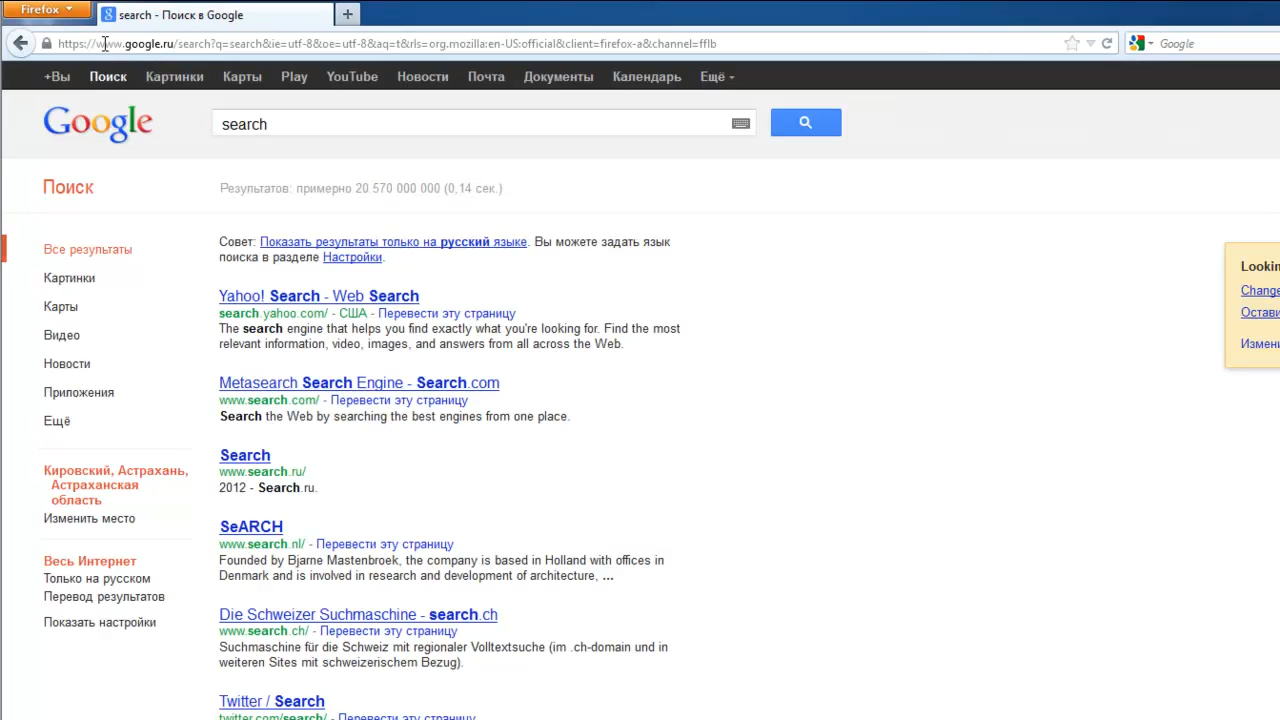 Firefox
search - Поиск в Google
https://www.google.ru/search?q=search&ie=utf-8&oe=utf-8&aq=t&rls=org.mozilla:en-US:official&client=firefox-a&channel=fflb
Google
+Вы Поиск Картинки Карты Play YouTube Новости Почта Документы Календарь Ещё
Google
search
Поиск
Результатов: примерно 20 570 000 000 (0,14 сек.)
Все результаты
Картинки
Карты
Видео
Новости
Приложения
Ещё
Кировский, Астрахань,
Астраханская
область
Изменить место
Весь Интернет
Только на русском
Перевод результатов
Показать настройки
Совет: Показать результаты только на русский языке. Вы можете задать язык
поиска в разделе Настройки.
Yahoo! Search - Web Search
search.yahoo.com/ - США - Перевести эту страницу
The search engine that helps you find exactly what you're looking for. Find the most
relevant information, video, images, and answers from all across the Web.
Metasearch Search Engine - Search.com
www.search.com/ - Перевести эту страницу
Search the Web by searching the best engines from one place.
Search
www.search.ru/
2012 - Search.ru.
SeARCH
www.search.nl/ - Перевести эту страницу
Founded by Bjarne Mastenbroek, the company is based in Holland with offices in
Denmark and is involved in research and development of architecture, ...
Die Schweizer Suchmaschine - search.ch
www.search.ch/ - Перевести эту страницу
Suchmaschine für die Schweiz mit regionaler Volltextsuche (im .ch-domain und in
weiteren Sites mit schweizerischem Bezug).
Twitter / Search
twitter.com/search/ - Перевести эту страницу
Lookin
Change
Остави
Измени